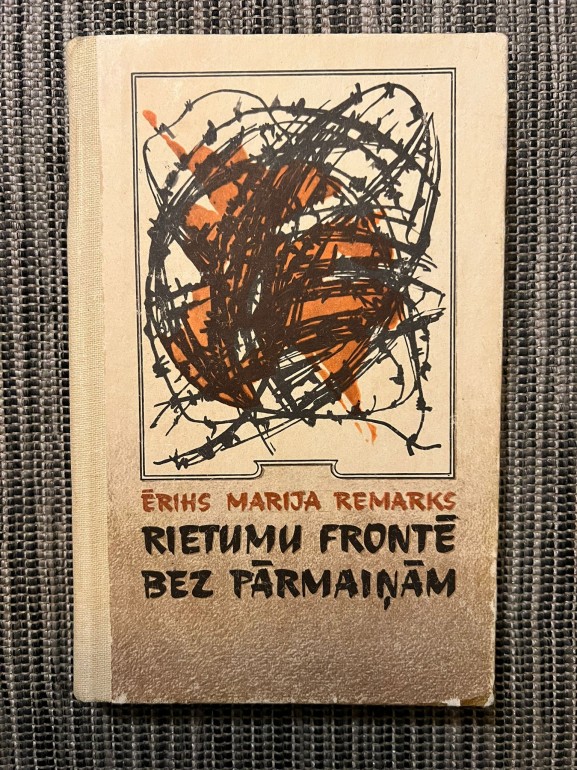 ĒRIHS MARIJA REMARKS
RIETUMU FRONTĒ
BEZ PĀRMAIŅĀM